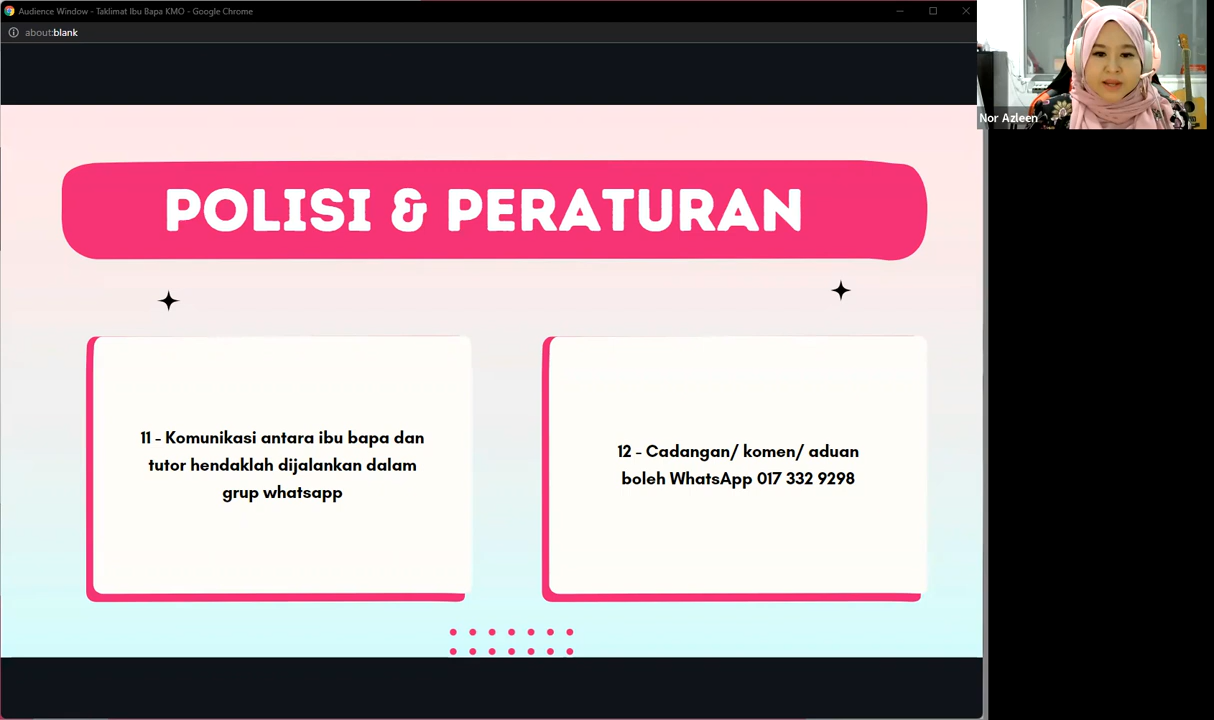 Audience Window - Taklimat Ibu Bapa KMO - Google Chrome
about:blank
Nor Azleen
POLISI & PERATURAN
11 - Komunikasi antara ibu bapa dan
tutor hendaklah dijalankan dalam
grup whatsapp
12 - Cadangan/ komen/ aduan
boleh WhatsApp 017 332 9298